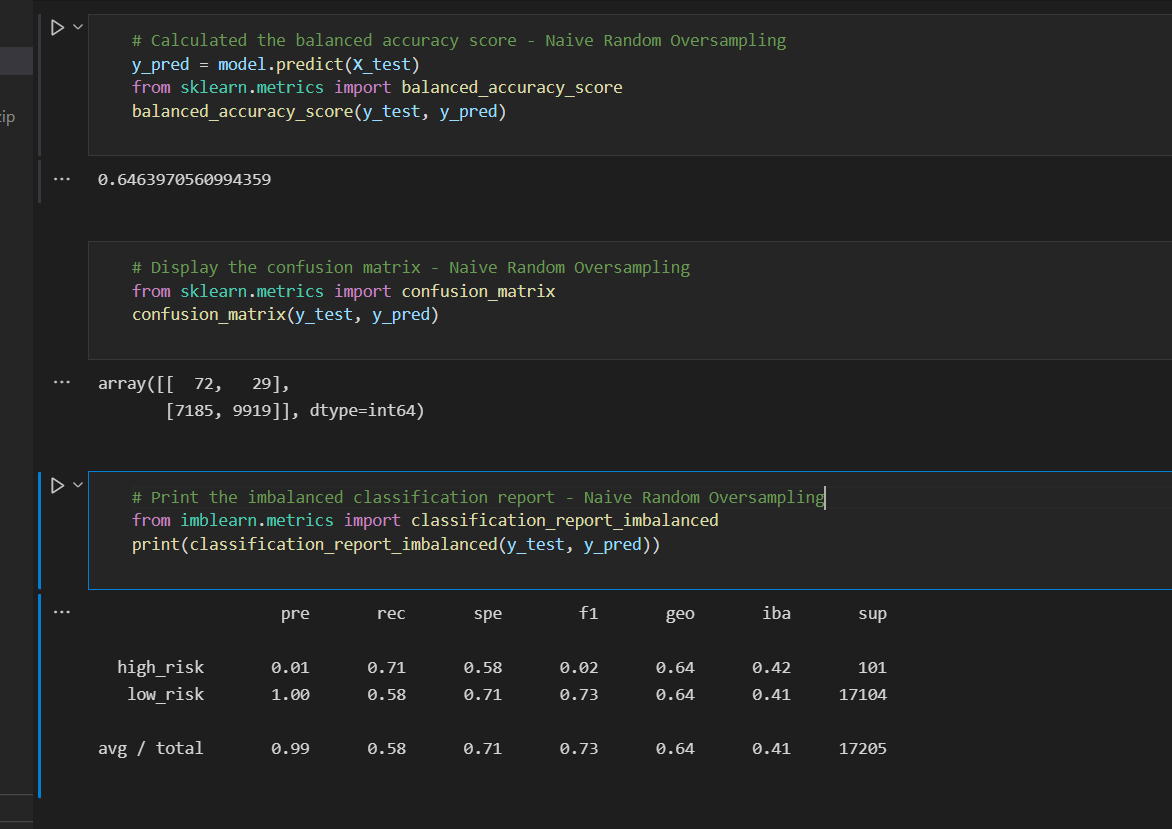 # Calculated the balanced accuracy score - Naive Random Oversampling
y_pred = model.predict(X_test)
from sklearn.metrics import balanced_accuracy_score
balanced_accuracy_score(y_test, y_pred)
ip
... 0.6463970560994359
# Display the confusion matrix - Naive Random Oversampling
from sklearn.metrics import confusion_matrix
confusion_matrix(y_test, y_pred)
... array([[  72,   29],
       [7185, 9919]], dtype=int64)
# Print the imbalanced classification report - Naive Random Oversampling
from imblearn.metrics import classification_report_imbalanced
print(classification_report_imbalanced(y_test, y_pred))
... pre rec spe f1 geo iba sup
high_risk 0.01 0.71 0.58 0.02 0.64 0.42 101
low_risk 1.00 0.58 0.71 0.73 0.64 0.41 17104
avg / total 0.99 0.58 0.71 0.73 0.64 0.41 17205